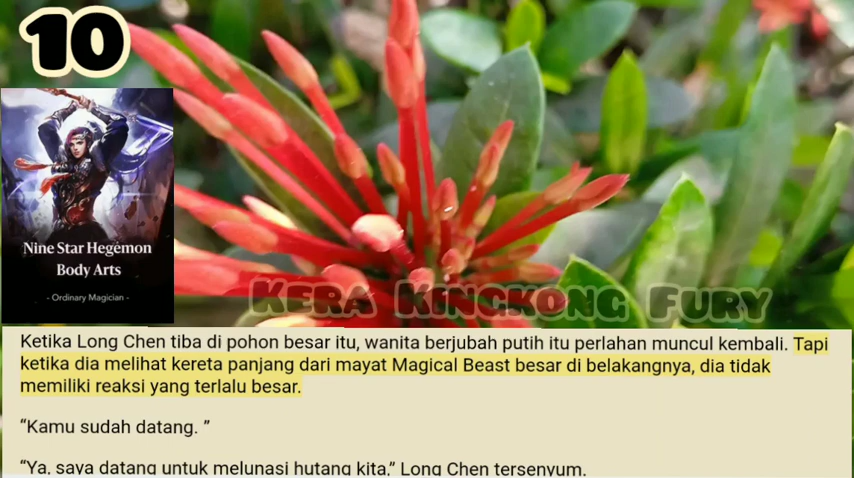 10
Nine Star Hegemon
Body Arts
- Ordinary Magician -
Kera Kingkong Fury
Ketika Long Chen tiba di pohon besar itu, wanita berjubah putih itu perlahan muncul kembali. Tapi
ketika dia melihat kereta panjang dari mayat Magical Beast besar di belakangnya, dia tidak
memiliki reaksi yang terlalu besar.
“Kamu sudah datang. ”
“Ya, saya datang untuk melunasi hutang kita,” Long Chen tersenyum.